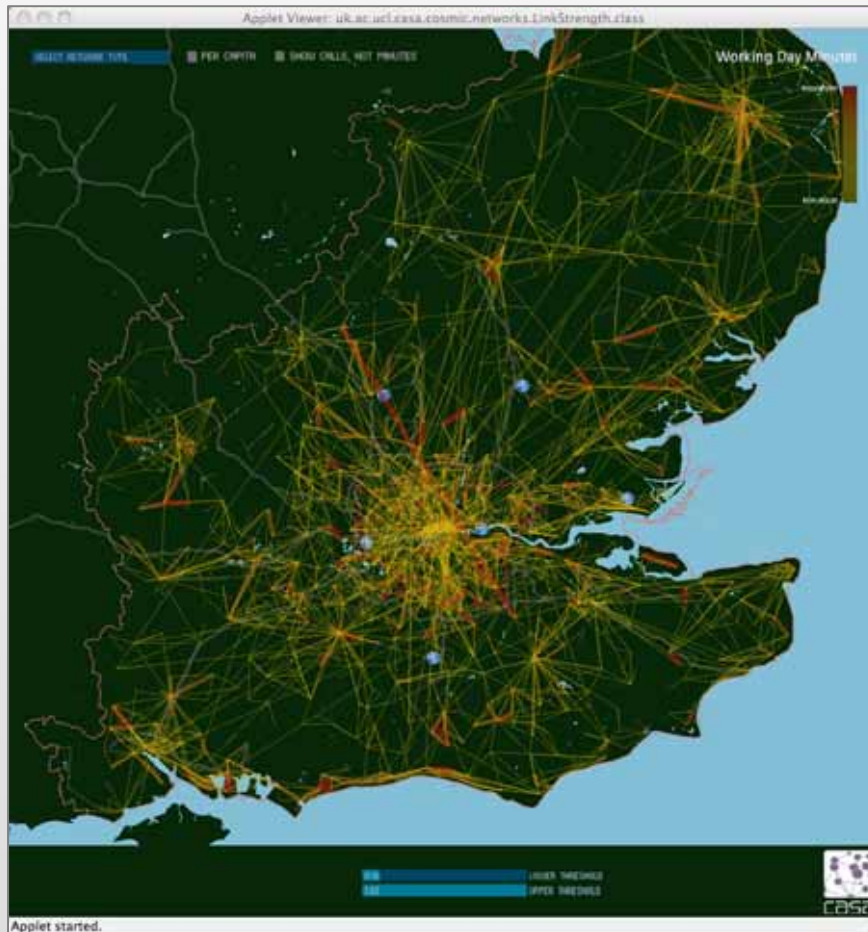 Applet Viewer: uk.ac.ucl.casa.cosmic.networks.LinkStrength.class
SELECT NETWORK TYPE
PER CAPITA
SHOW CALLS, NOT MINUTES
Working Day Minutes
LOWER THRESHOLD
UPPER THRESHOLD
casa
Applet started.